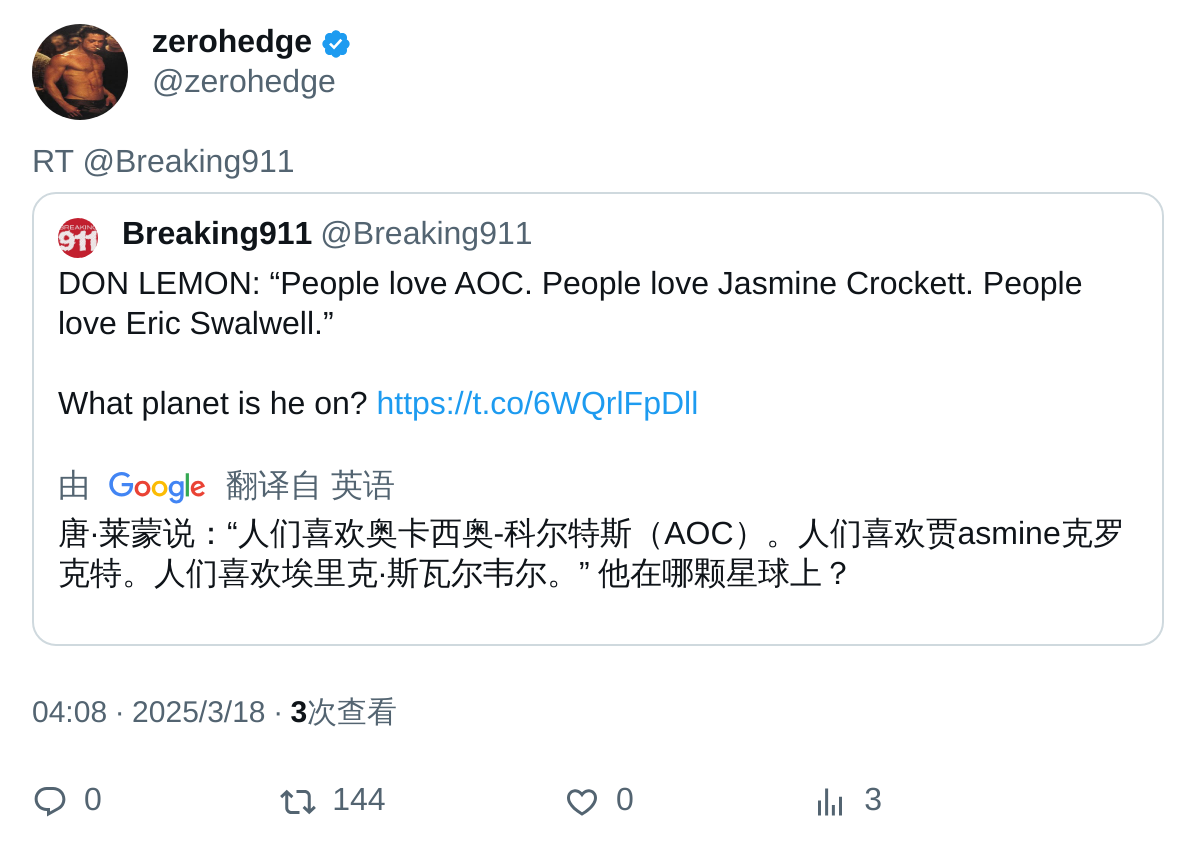 zerohedge
@zerohedge
RT @Breaking911
BREAKING
911
Breaking911 @Breaking911
DON LEMON: “People love AOC. People love Jasmine Crockett. People
love Eric Swalwell.”
What planet is he on? https://t.co/6WQrlFpDll
由 Google 翻译自 英语
唐·莱蒙说：“人们喜欢奥卡西奥-科尔特斯（AOC）。人们喜欢贾asmine克罗
克特。人们喜欢埃里克·斯瓦尔韦尔。” 他在哪颗星球上？
04:08 · 2025/3/18 · 3次查看
0 144 0 3